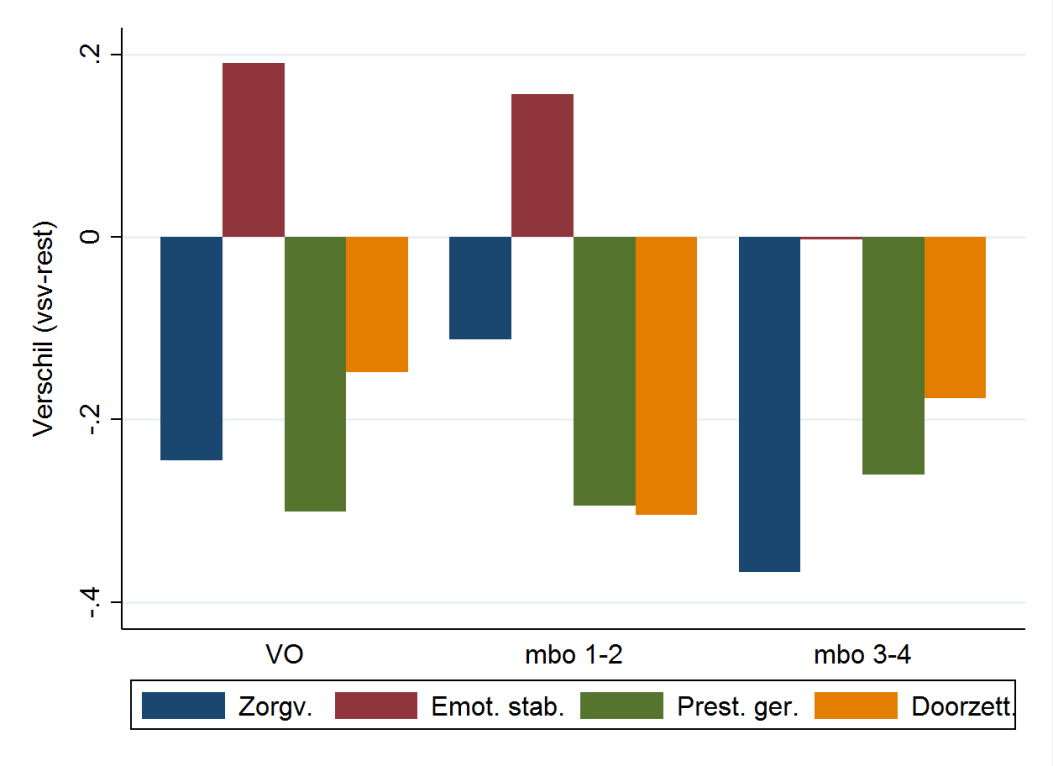 Verschil (vsv-rest)
.2
0
-.2
-.4
VO mbo 1-2 mbo 3-4
Zorgv. Emot. stab. Prest. ger. Doorzett.